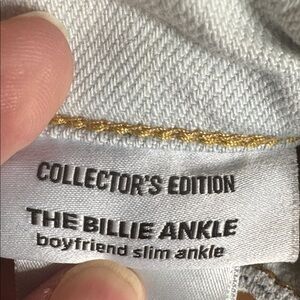 COLLECTOR'S EDITION
THE BILLIE ANKLE
boyfriend slim ankle